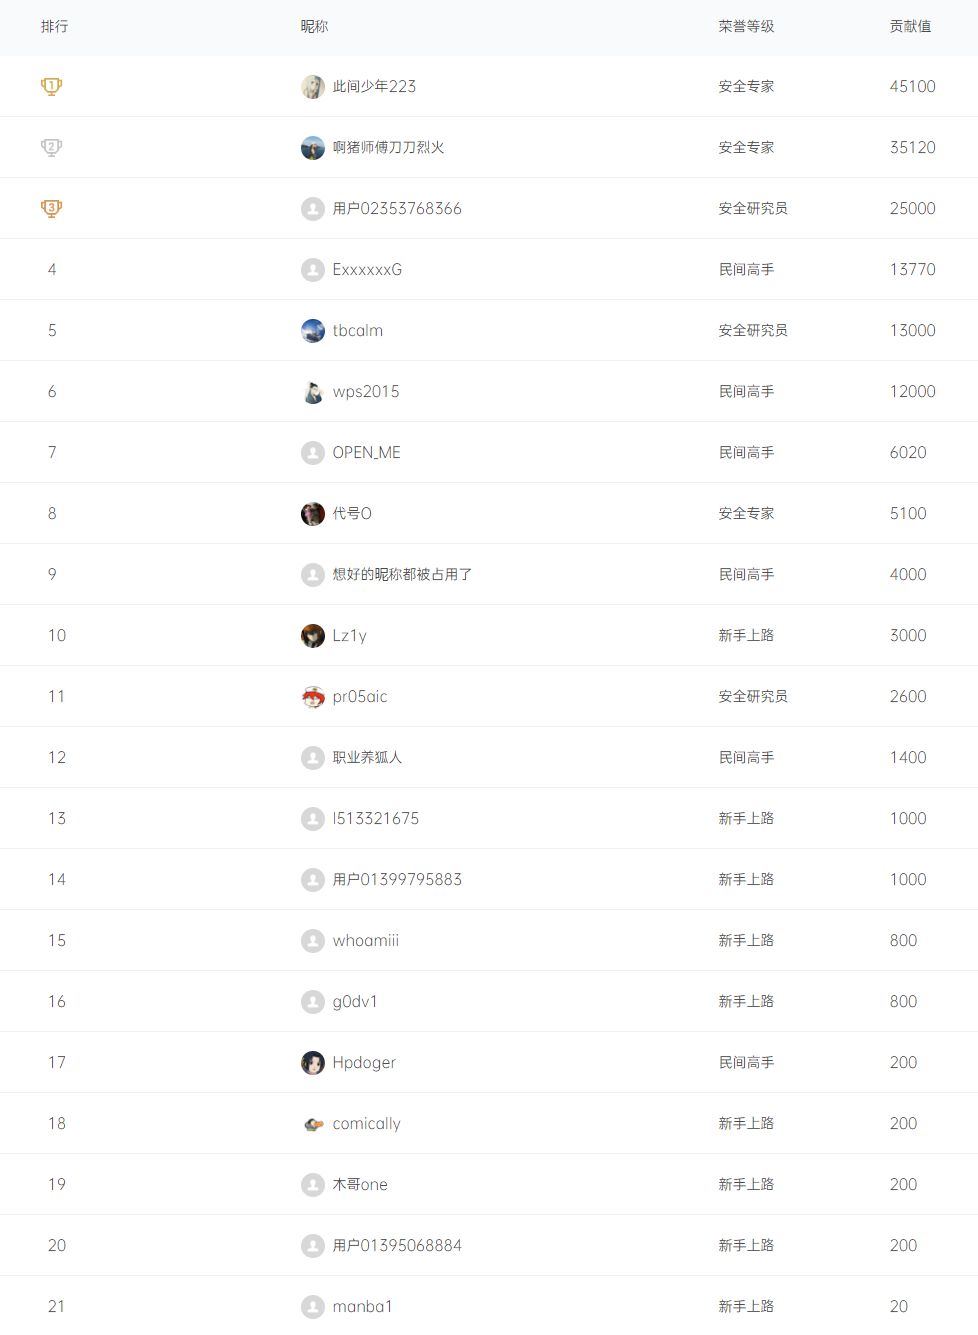 排行 昵称 荣誉等级 贡献值
1 此间少年223 安全专家 45100
2 啊猪师傅刀刀烈火 安全专家 35120
3 用户02353768366 安全研究员 25000
4 ExxxxxxG 民间高手 13770
5 tbcalm 安全研究员 13000
6 wps2015 民间高手 12000
7 OPEN_ME 民间高手 6020
8 代号O 安全专家 5100
9 想好的昵称都被占用了 民间高手 4000
10 Lz1y 新手上路 3000
11 pr05aic 安全研究员 2600
12 职业养狐人 民间高手 1400
13 l513321675 新手上路 1000
14 用户01399795883 新手上路 1000
15 whoamiii 新手上路 800
16 g0dv1 新手上路 800
17 Hpdoger 民间高手 200
18 comically 新手上路 200
19 木哥one 新手上路 200
20 用户01395068884 新手上路 200
21 manba1 新手上路 20